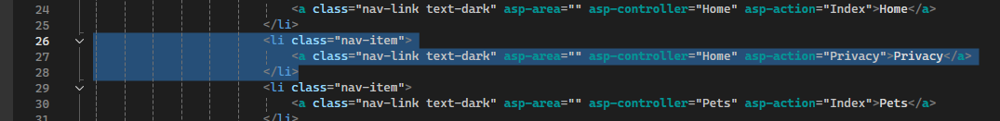 24 <a class="nav-link text-dark" asp-area="" asp-controller="Home" asp-action="Index">Home</a>
25 </li>
26 <li class="nav-item">
27 <a class="nav-link text-dark" asp-area="" asp-controller="Home" asp-action="Privacy">Privacy</a>
28 </li>
29 <li class="nav-item">
30 <a class="nav-link text-dark" asp-area="" asp-controller="Pets" asp-action="Index">Pets</a>
31 </li>